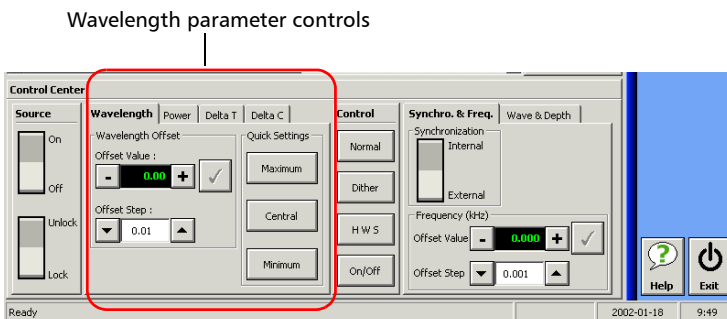 Wavelength parameter controls
Control Center
Source
On
Off
Unlock
Lock
Wavelength Power Delta T Delta C
Wavelength Offset
Offset Value :
- 0.00 +
Offset Step :
0.01
Quick Settings
Maximum
Central
Minimum
Control
Normal
Dither
H W S
On/Off
Synchro. & Freq. Wave & Depth
Synchronization
Internal
External
Frequency (kHz)
Offset Value - 0.000 +
Offset Step 0.001
Help Exit
Ready 2002-01-18 9:49